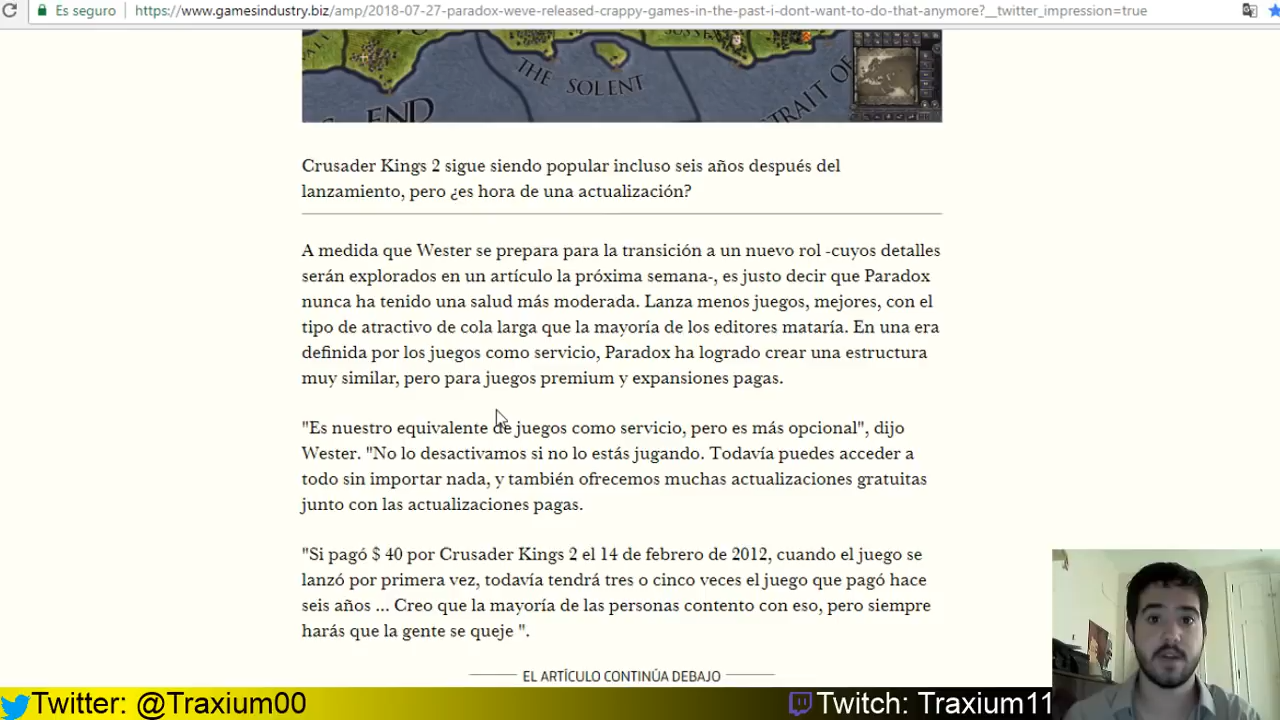 Es seguro
https://www.gamesindustry.biz/amp/2018-07-27-paradox-weve-released-crappy-games-in-the-past-i-dont-want-to-do-that-anymore?__twitter_impression=true
THE SOLENT
STRAIT OF
END
Crusader Kings 2 sigue siendo popular incluso seis años después del
lanzamiento, pero ¿es hora de una actualización?
A medida que Wester se prepara para la transición a un nuevo rol -cuyos detalles
serán explorados en un artículo la próxima semana-, es justo decir que Paradox
nunca ha tenido una salud más moderada. Lanza menos juegos, mejores, con el
tipo de atractivo de cola larga que la mayoría de los editores mataría. En una era
definida por los juegos como servicio, Paradox ha logrado crear una estructura
muy similar, pero para juegos premium y expansiones pagas.
"Es nuestro equivalente de juegos como servicio, pero es más opcional", dijo
Wester. "No lo desactivamos si no lo estás jugando. Todavía puedes acceder a
todo sin importar nada, y también ofrecemos muchas actualizaciones gratuitas
junto con las actualizaciones pagas.
"Si pagó $ 40 por Crusader Kings 2 el 14 de febrero de 2012, cuando el juego se
lanzó por primera vez, todavía tendrá tres o cinco veces el juego que pagó hace
seis años ... Creo que la mayoría de las personas contento con eso, pero siempre
harás que la gente se queje ".
EL ARTÍCULO CONTINÚA DEBAJO
Twitter: @Traxium00
Twitch: Traxium11